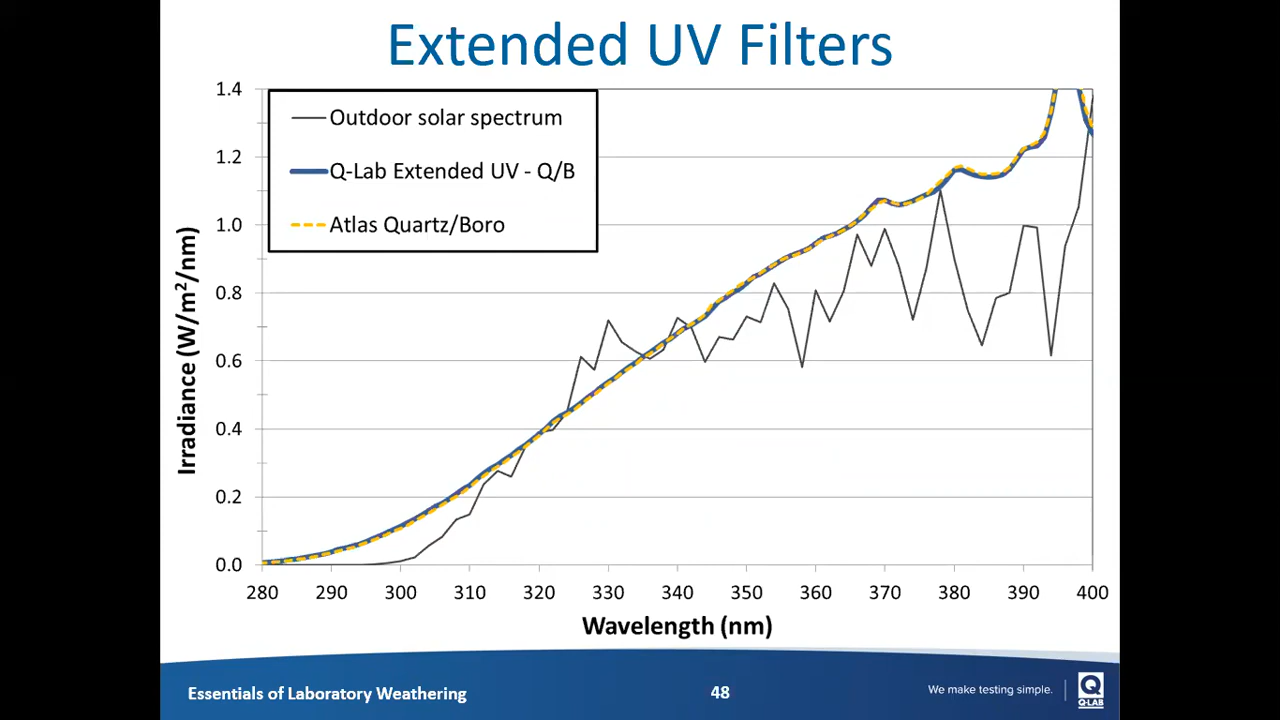 Extended UV Filters
1.4
1.2
1.0
0.8
0.6
0.4
0.2
0.0
Irradiance (W/m²/nm)
Outdoor solar spectrum
Q-Lab Extended UV - Q/B
Atlas Quartz/Boro
280 290 300 310 320 330 340 350 360 370 380 390 400
Wavelength (nm)
Essentials of Laboratory Weathering
48
We make testing simple.
Q
Q-LAB